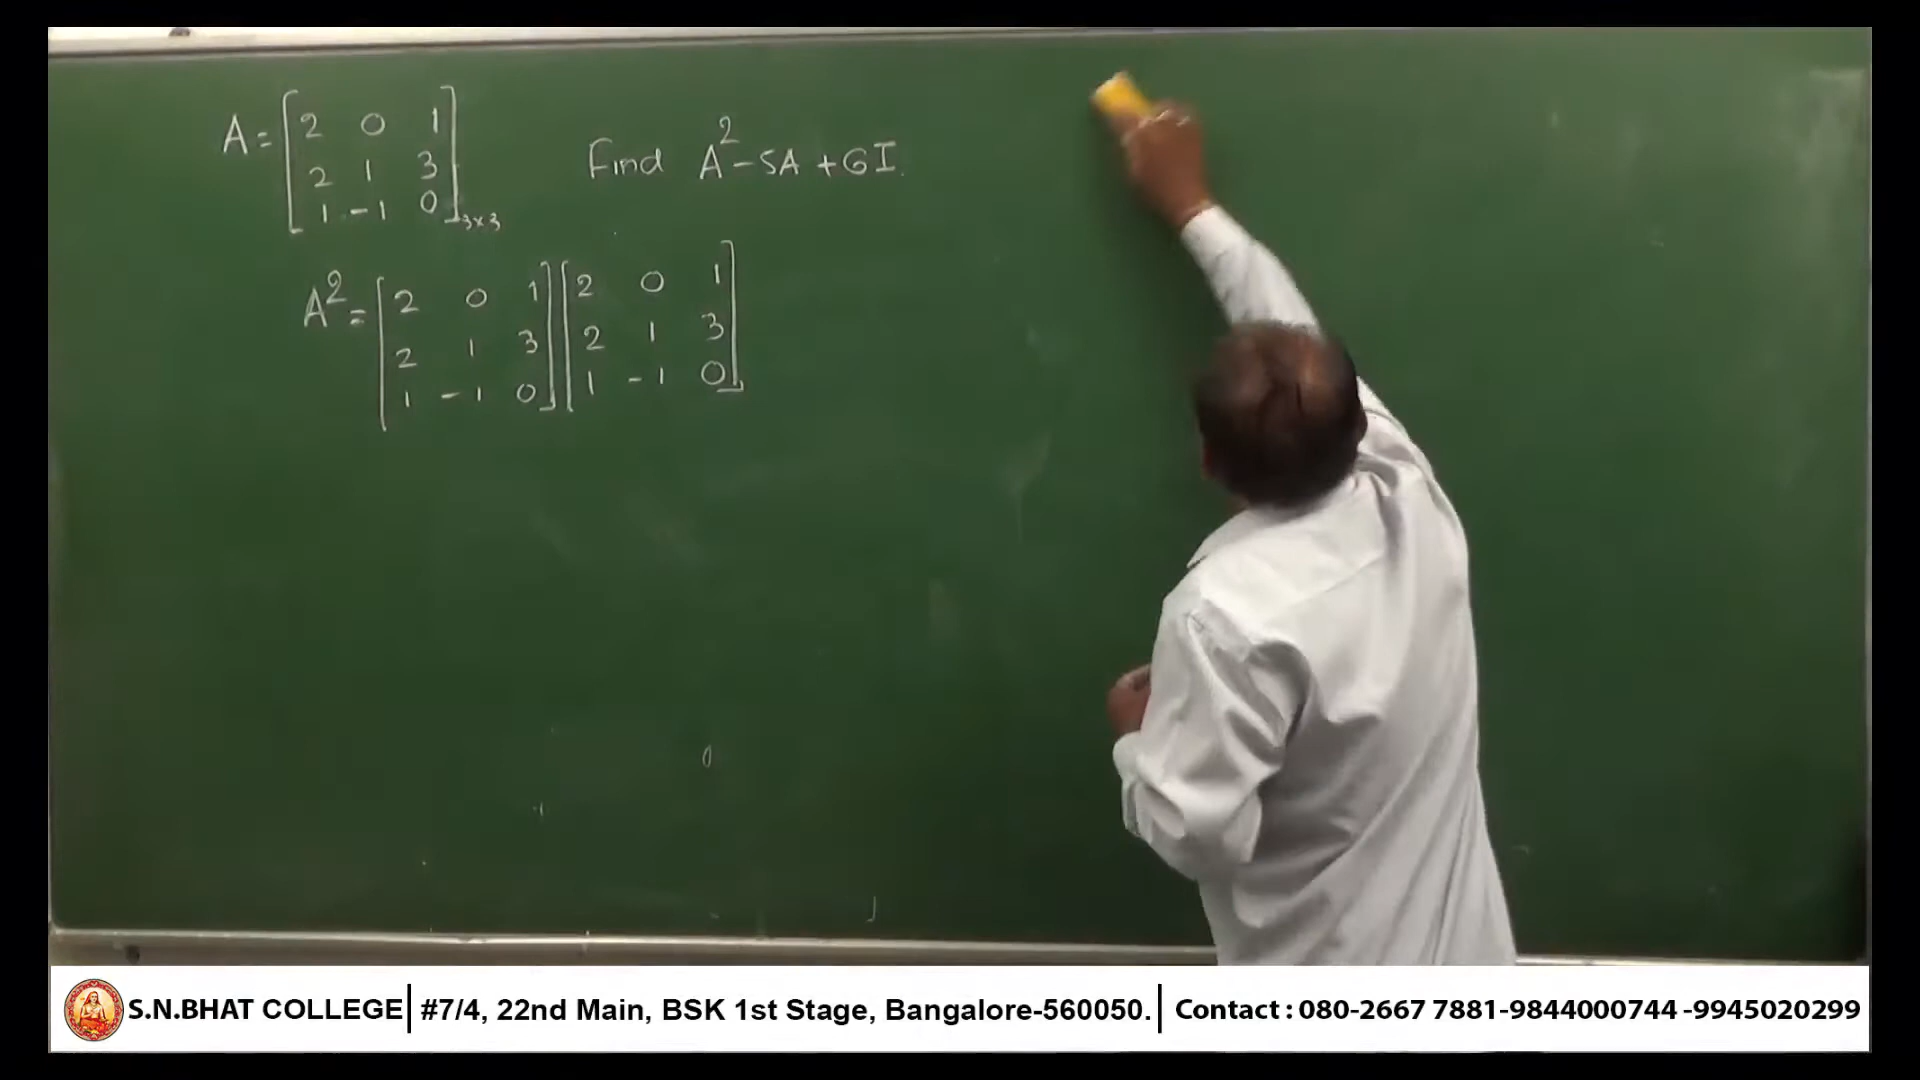 A = [2 0 1
2 1 3
1 -1 0]3×3
Find A² - 5A + 6I.
A² = [2 0 1] [2 0 1]
[2 1 3] [2 1 3]
[1 -1 0] [1 -1 0]
S.N.BHAT COLLEGE | #7/4, 22nd Main, BSK 1st Stage, Bangalore-560050. | Contact : 080-2667 7881-9844000744 -9945020299